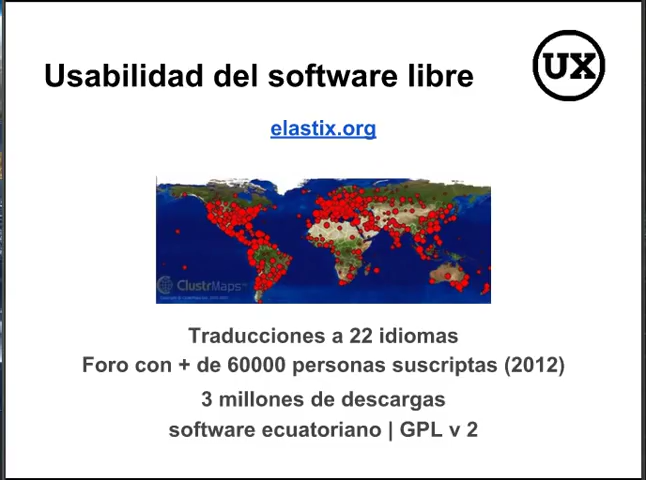 Usabilidad del software libre
UX
elastix.org
ClustrMaps
Traducciones a 22 idiomas
Foro con + de 60000 personas suscriptas (2012)
3 millones de descargas
software ecuatoriano | GPL v 2